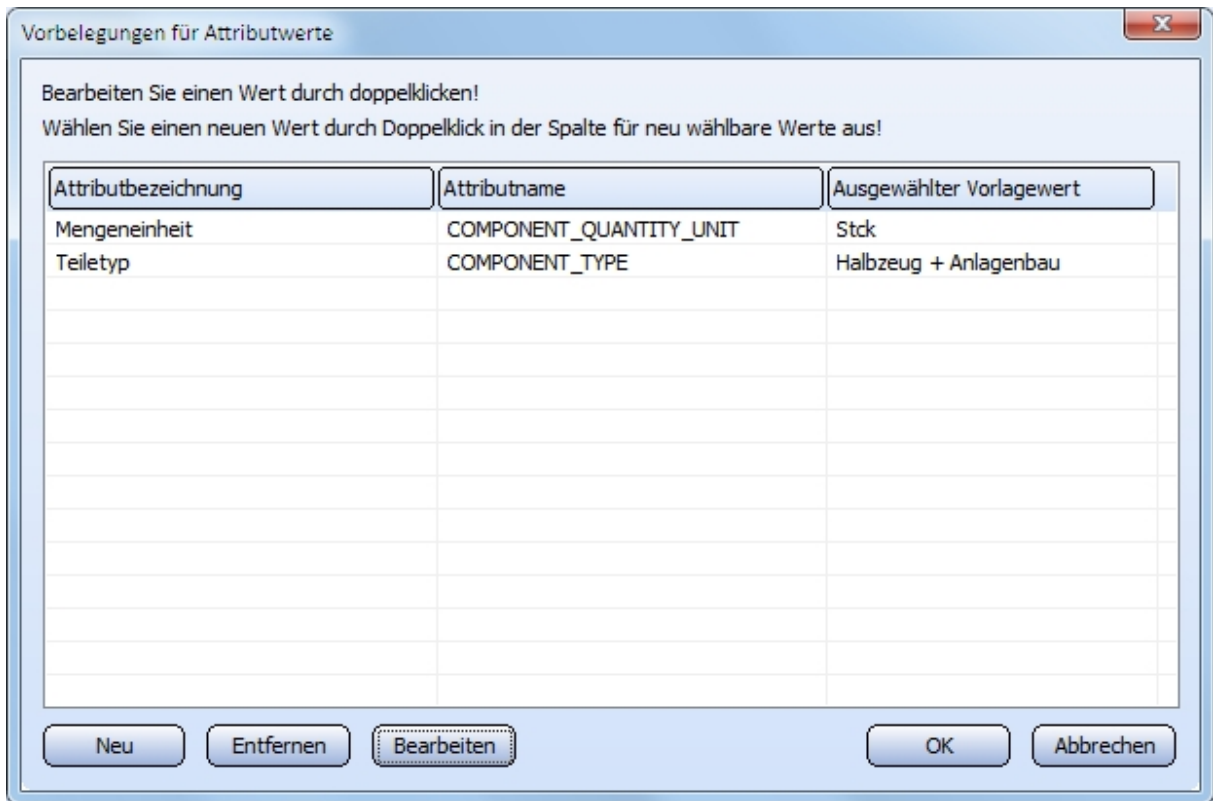 Vorbelegungen für Attributwerte
Bearbeiten Sie einen Wert durch doppelklicken!
Wählen Sie einen neuen Wert durch Doppelklick in der Spalte für neu wählbare Werte aus!
Attributbezeichnung Attributname Ausgewählter Vorlagewert
Mengeneinheit COMPONENT_QUANTITY_UNIT Stck
Teiletyp COMPONENT_TYPE Halbzeug + Anlagenbau
Neu Entfernen Bearbeiten OK Abbrechen